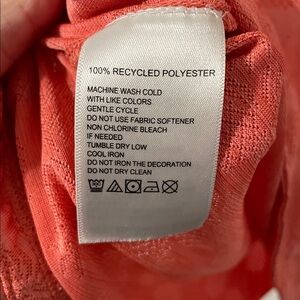 100% RECYCLED POLYESTER
MACHINE WASH COLD
WITH LIKE COLORS
GENTLE CYCLE
DO NOT USE FABRIC SOFTENER
NON CHLORINE BLEACH
IF NEEDED
TUMBLE DRY LOW
COOL IRON
DO NOT IRON THE DECORATION
DO NOT DRY CLEAN